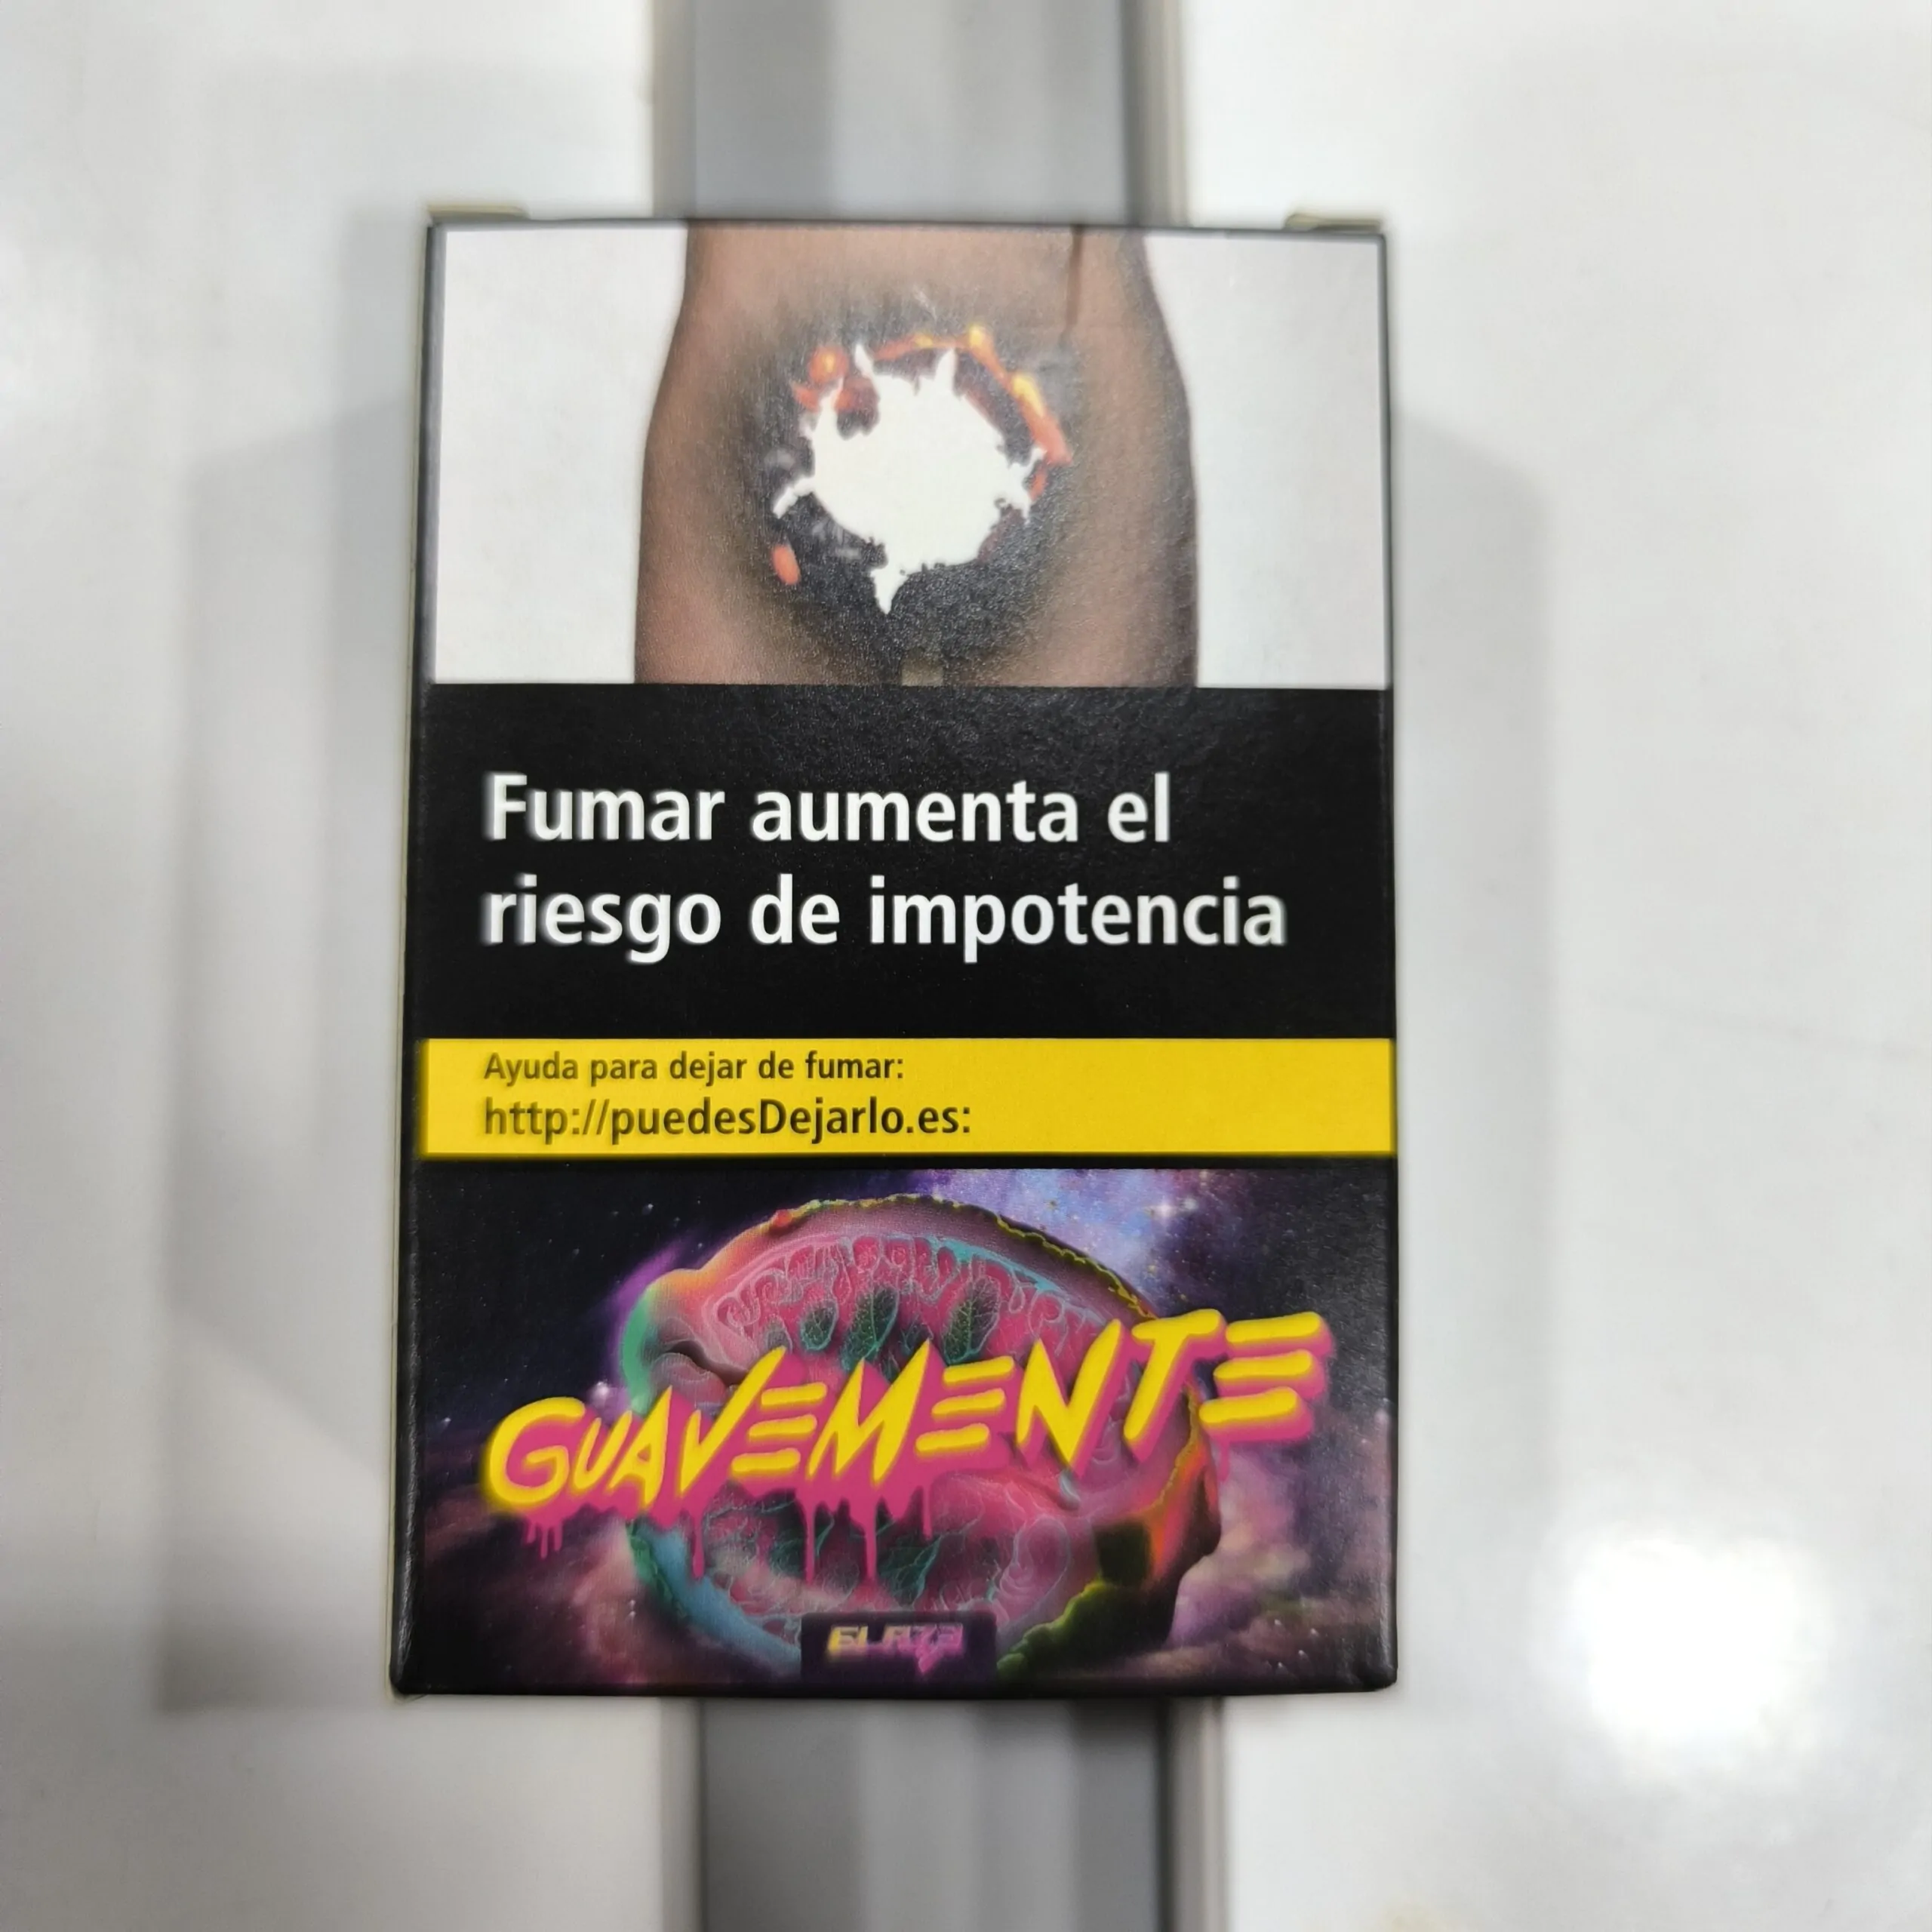 Fumar aumenta el
riesgo de impotencia
Ayuda para dejar de fumar:
http://puedesDejarlo.es:
GUAVEMENTE